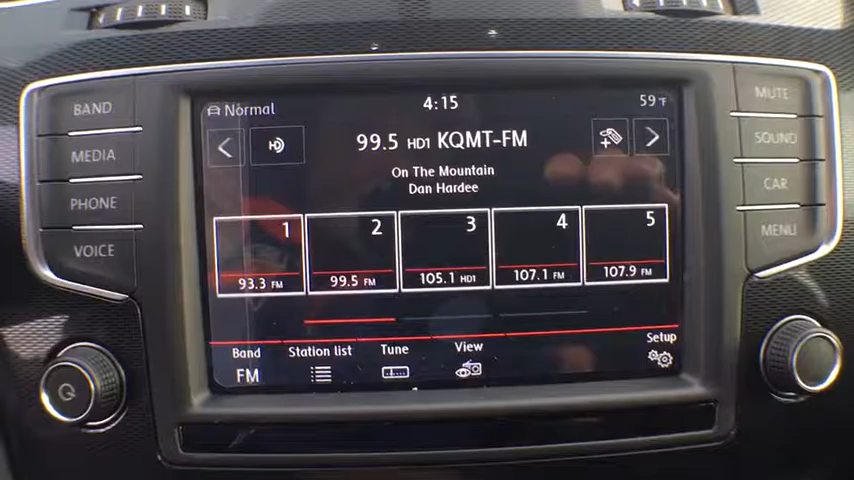 BAND
MEDIA
PHONE
VOICE
Normal
4:15
59°F
HD
99.5 HD1 KQMT-FM
On The Mountain
Dan Hardee
1
2
3
4
5
93.3 FM
99.5 FM
105.1 HD1
107.1 FM
107.9 FM
Band
FM
Station list
Tune
View
Setup
MUTE
SOUND
CAR
MENU